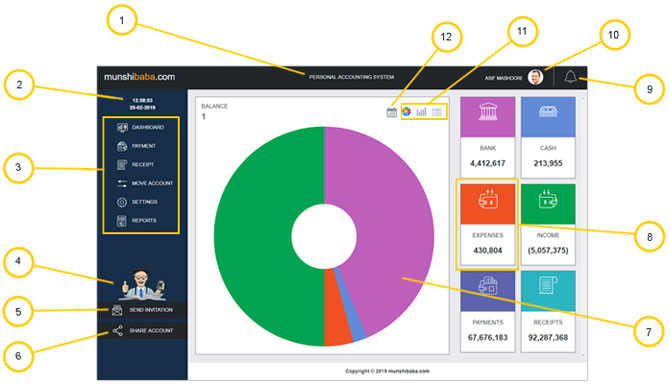 1
12
11
10
munshibaba.com
PERSONAL ACCOUNTING SYSTEM
ASIF MASHOORI
2
12:58:03
25-02-2019
9
BALANCE
1
3
DASHBOARD
PAYMENT
RECEIPT
MOVE ACCOUNT
SETTINGS
REPORTS
BANK
4,412,617
CASH
213,955
EXPENSES
430,804
INCOME
(5,057,375)
8
4
5
SEND INVITATION
6
SHARE ACCOUNT
7
PAYMENTS
67,676,183
RECEIPTS
92,287,368
Copyright © 2019 munshibaba.com